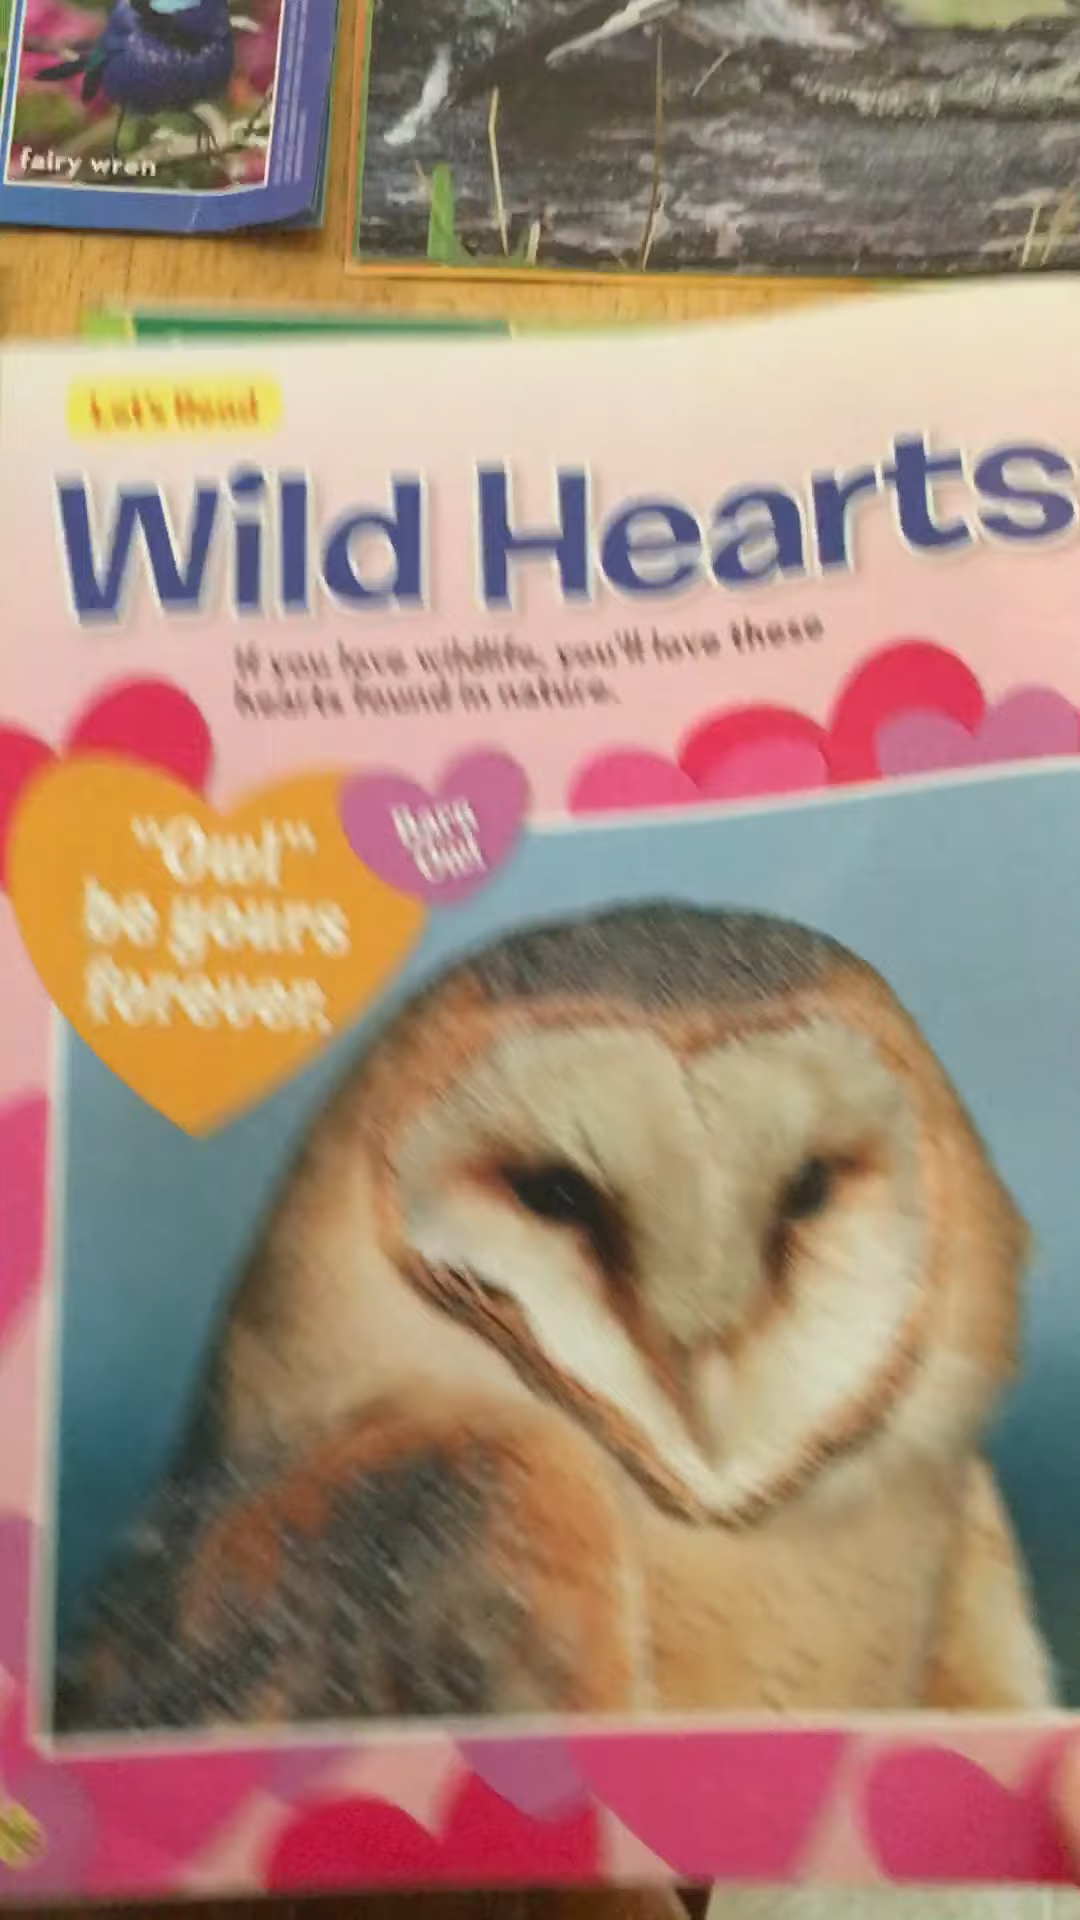 fairy wren
Let's Read
Wild Hearts
If you love wildlife, you'll love these
hearts found in nature.
"Owl"
be yours
forever.
Barn
Owl